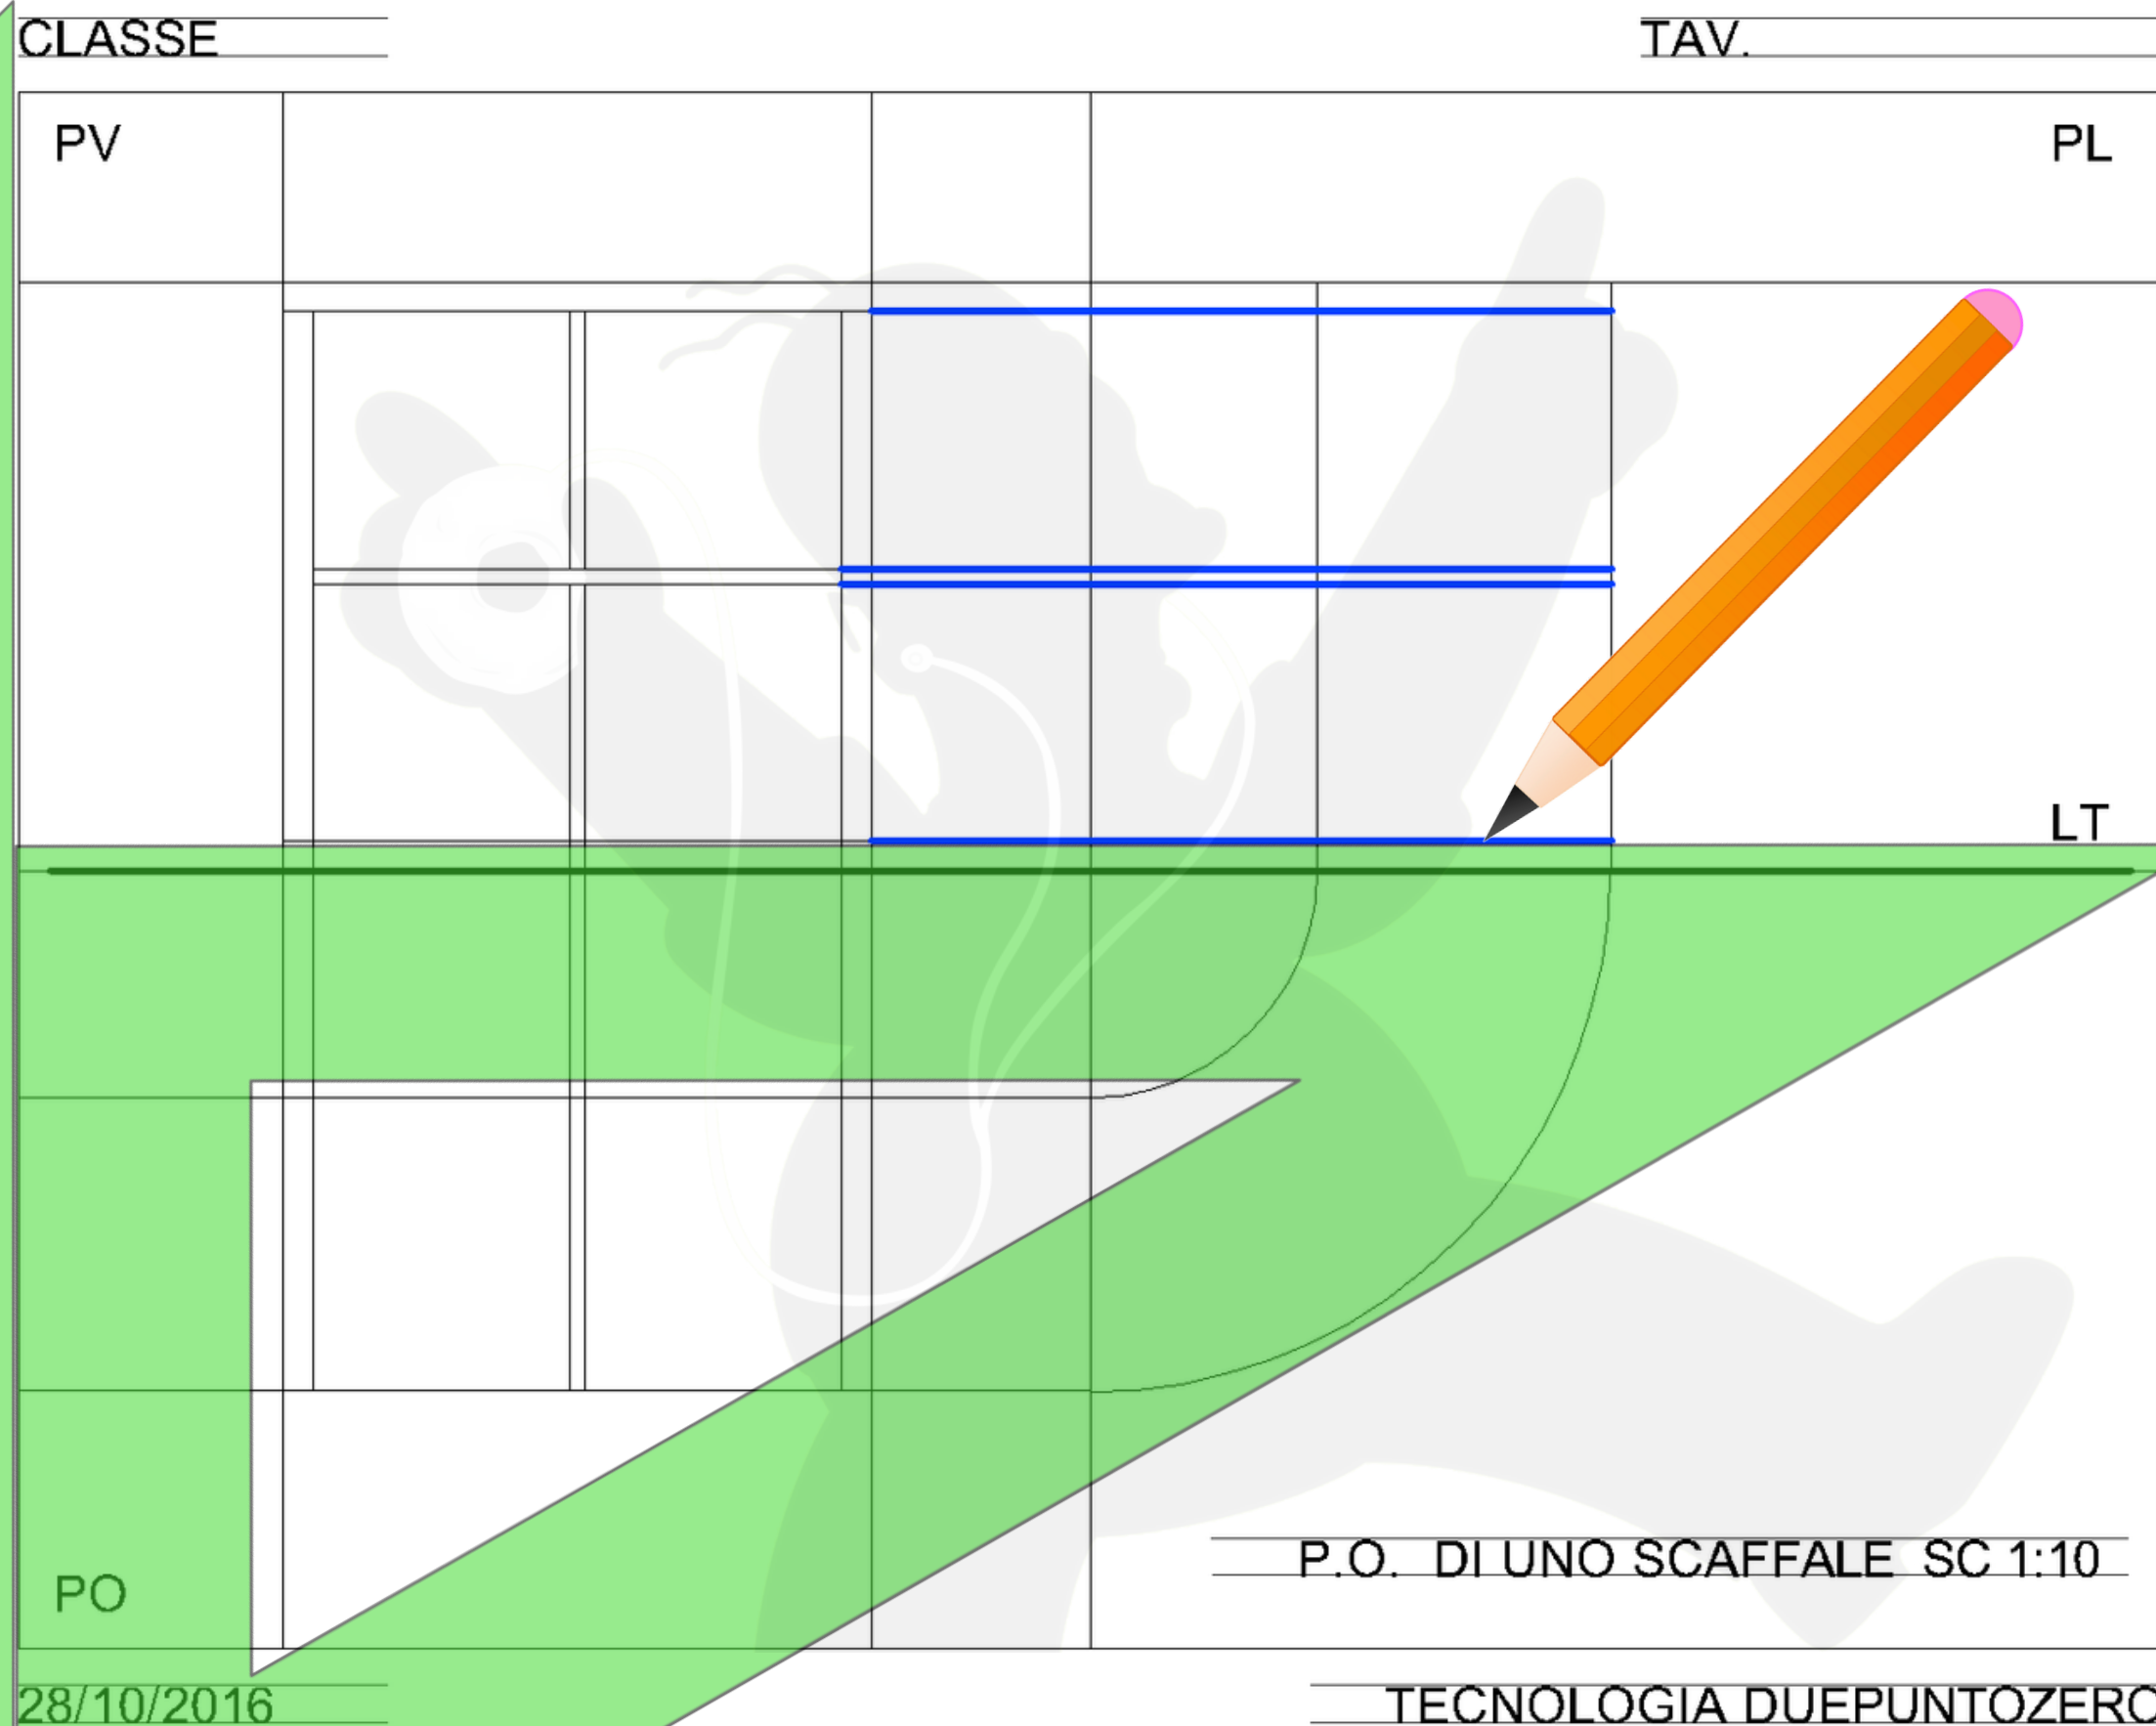 CLASSE
TAV.
PV
PL
LT
P.O. DI UNO SCAFFALE SC 1:10
PO
28/10/2016
TECNOLOGIA DUEPUNTOZERO